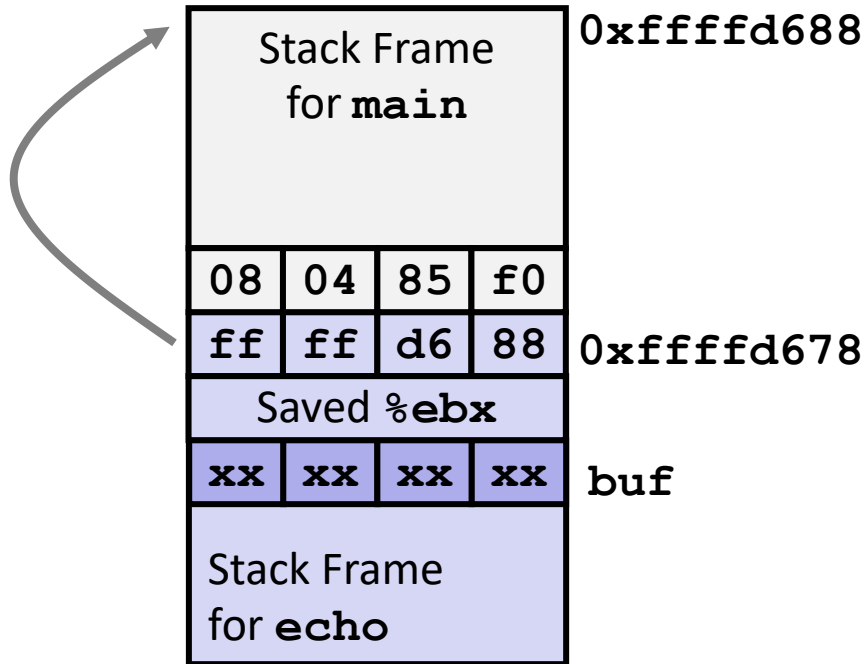 Stack Frame
for main
0xffffd688
08 04 85 f0
ff ff d6 88
0xffffd678
Saved %ebx
xx xx xx xx
buf
Stack Frame
for echo